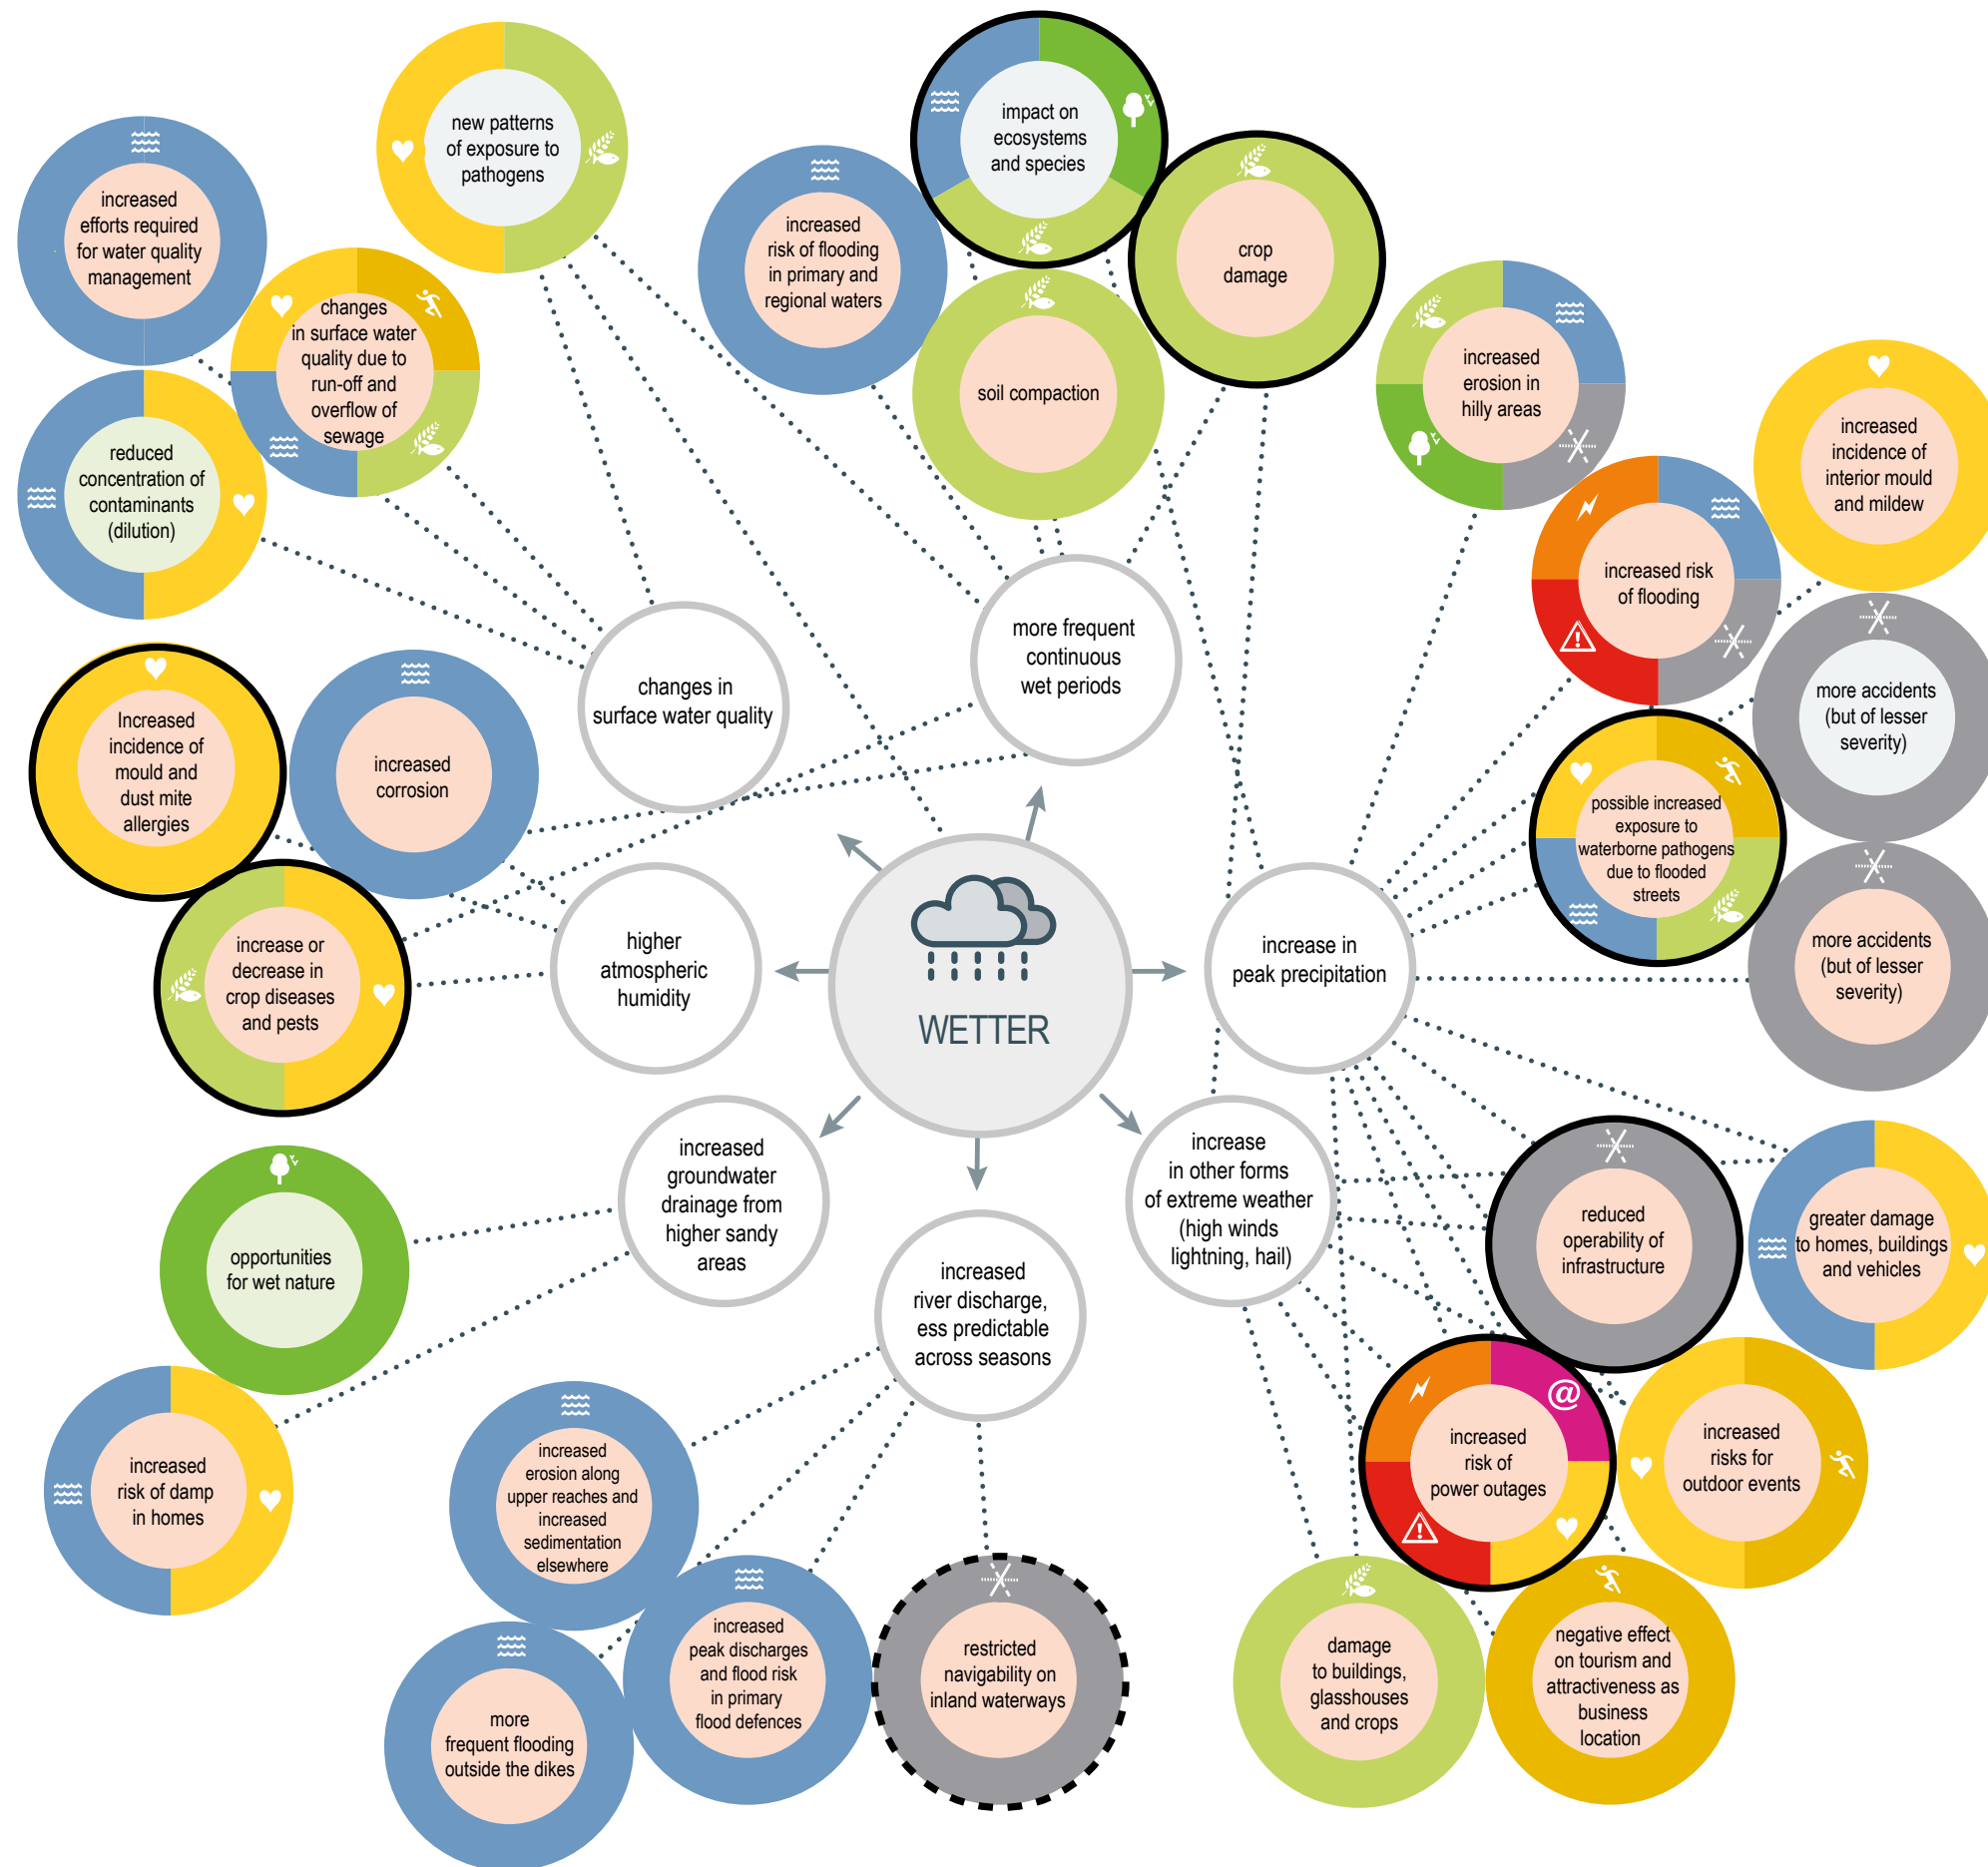 new patterns
of exposure to
pathogens
impact on
ecosystems
and species
increased
efforts required
for water quality
management
increased
risk of flooding
in primary and
regional waters
crop
damage
changes
in surface water
quality due to
run-off and
overflow of
sewage
soil compaction
increased
erosion in
hilly areas
increased
incidence of
interior mould
and mildew
reduced
concentration of
contaminants
(dilution)
increased risk
of flooding
more frequent
continuous
wet periods
changes in
surface water quality
more accidents
(but of lesser
severity)
Increased
incidence of
mould and
dust mite
allergies
increased
corrosion
possible increased
exposure to
waterborne pathogens
due to flooded
streets
increase or
decrease in
crop diseases
and pests
higher
atmospheric
humidity
WETTER
increase in
peak precipitation
more accidents
(but of lesser
severity)
increased
groundwater
drainage from
higher sandy
areas
increase
in other forms
of extreme weather
(high winds
lightning, hail)
opportunities
for wet nature
reduced
operability of
infrastructure
greater damage
to homes, buildings
and vehicles
increased
river discharge,
ess predictable
across seasons
increased
risk of damp
in homes
increased
erosion along
upper reaches and
increased
sedimentation
elsewhere
@
increased
risk of
power outages
increased
risks for
outdoor events
more
frequent flooding
outside the dikes
increased
peak discharges
and flood risk
in primary
flood defences
restricted
navigability on
inland waterways
damage
to buildings,
glasshouses
and crops
negative effect
on tourism and
attractiveness as
business
location